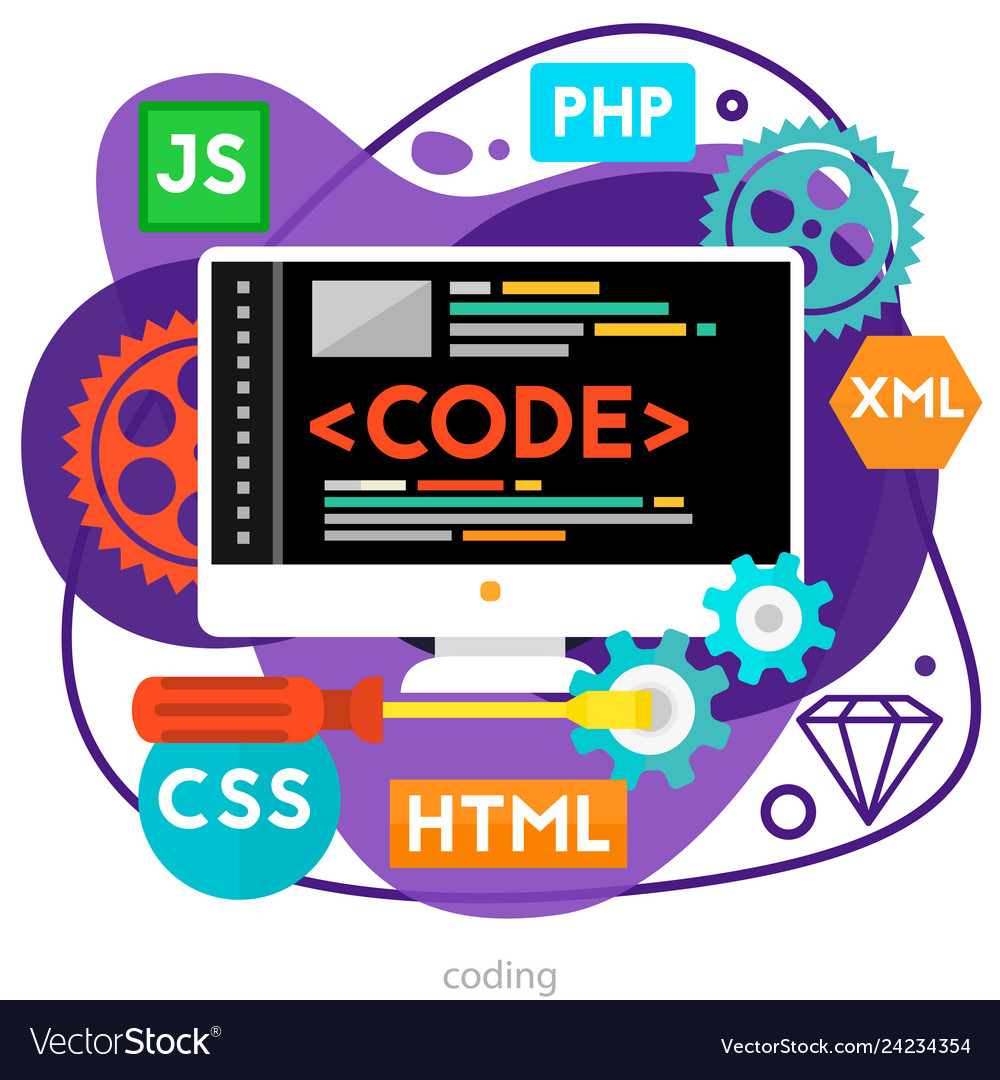 JS
PHP
XML
<CODE>
CSS
HTML
coding
VectorStock®
VectorStock.com/24234354